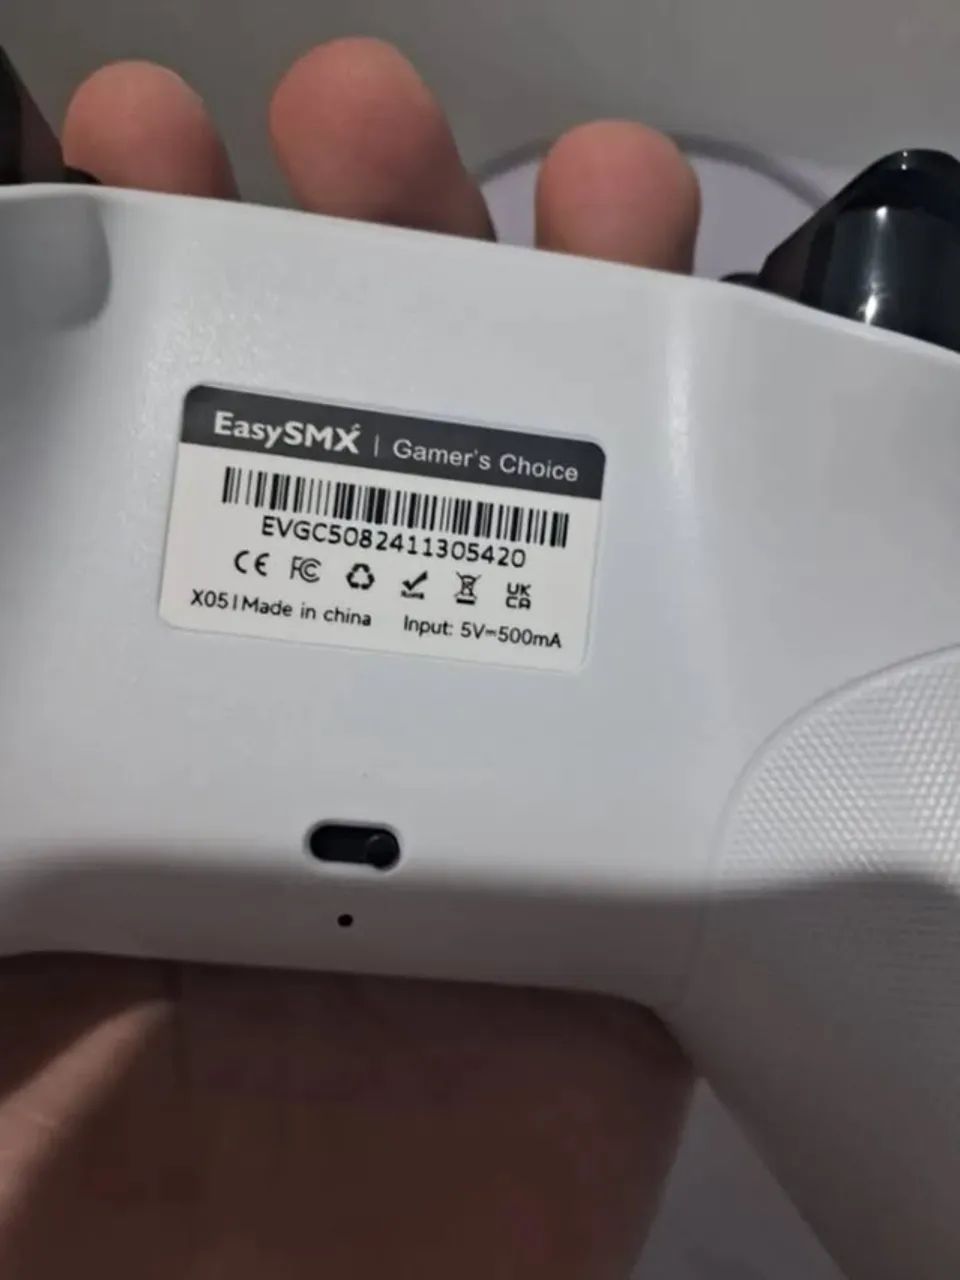 EasySMX | Gamer's Choice
EVGC5082411305420
CE FC UK CA
X05 | Made in china Input: 5V=500mA